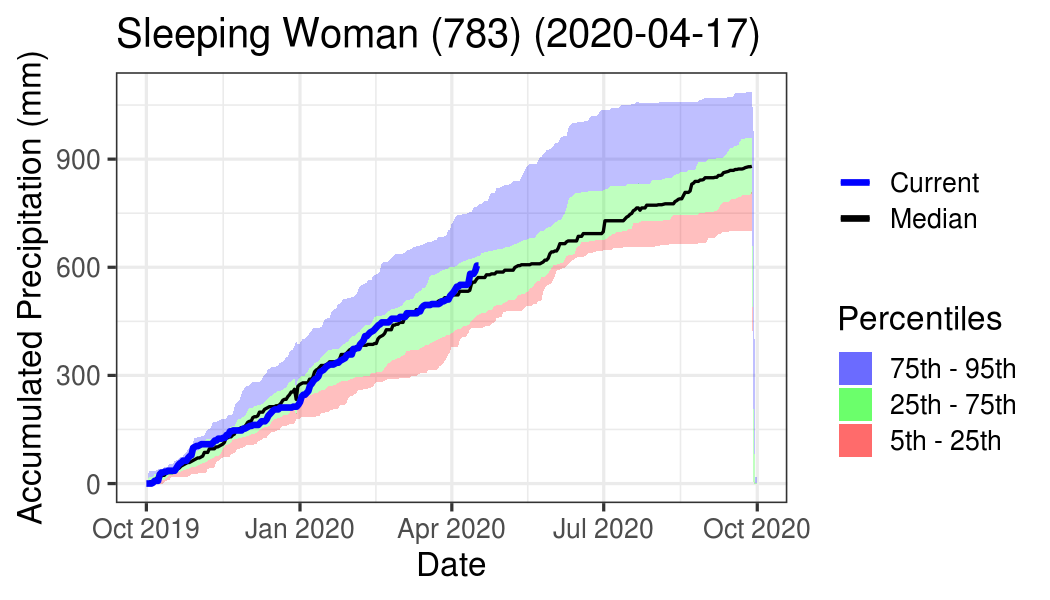 Sleeping Woman (783) (2020-04-17)
Accumulated Precipitation (mm)
900
600
300
0
Oct 2019
Jan 2020
Apr 2020
Jul 2020
Oct 2020
Date
Current
Median
Percentiles
75th - 95th
25th - 75th
5th - 25th